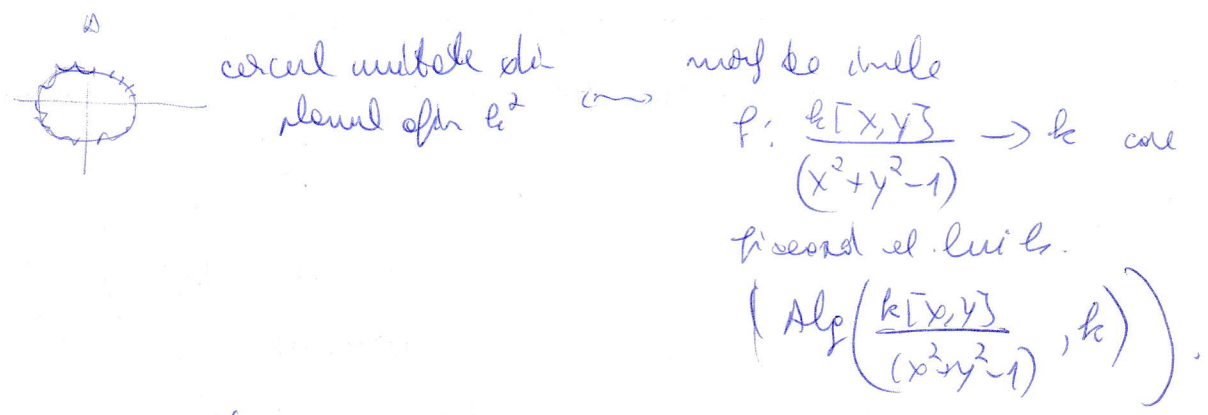 cercul unitate din
planul afin k² ⟷
morf de inele
f: k[X,Y] / (X²+Y²-1) → k care
fixează el. lui k.
(Alg(k[X,Y] / (X²+Y²-1), k)).